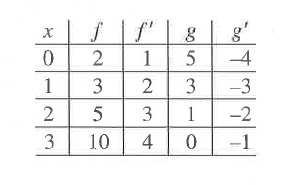 x f f' g g'
0 2 1 5 –4
1 3 2 3 –3
2 5 3 1 –2
3 10 4 0 –1